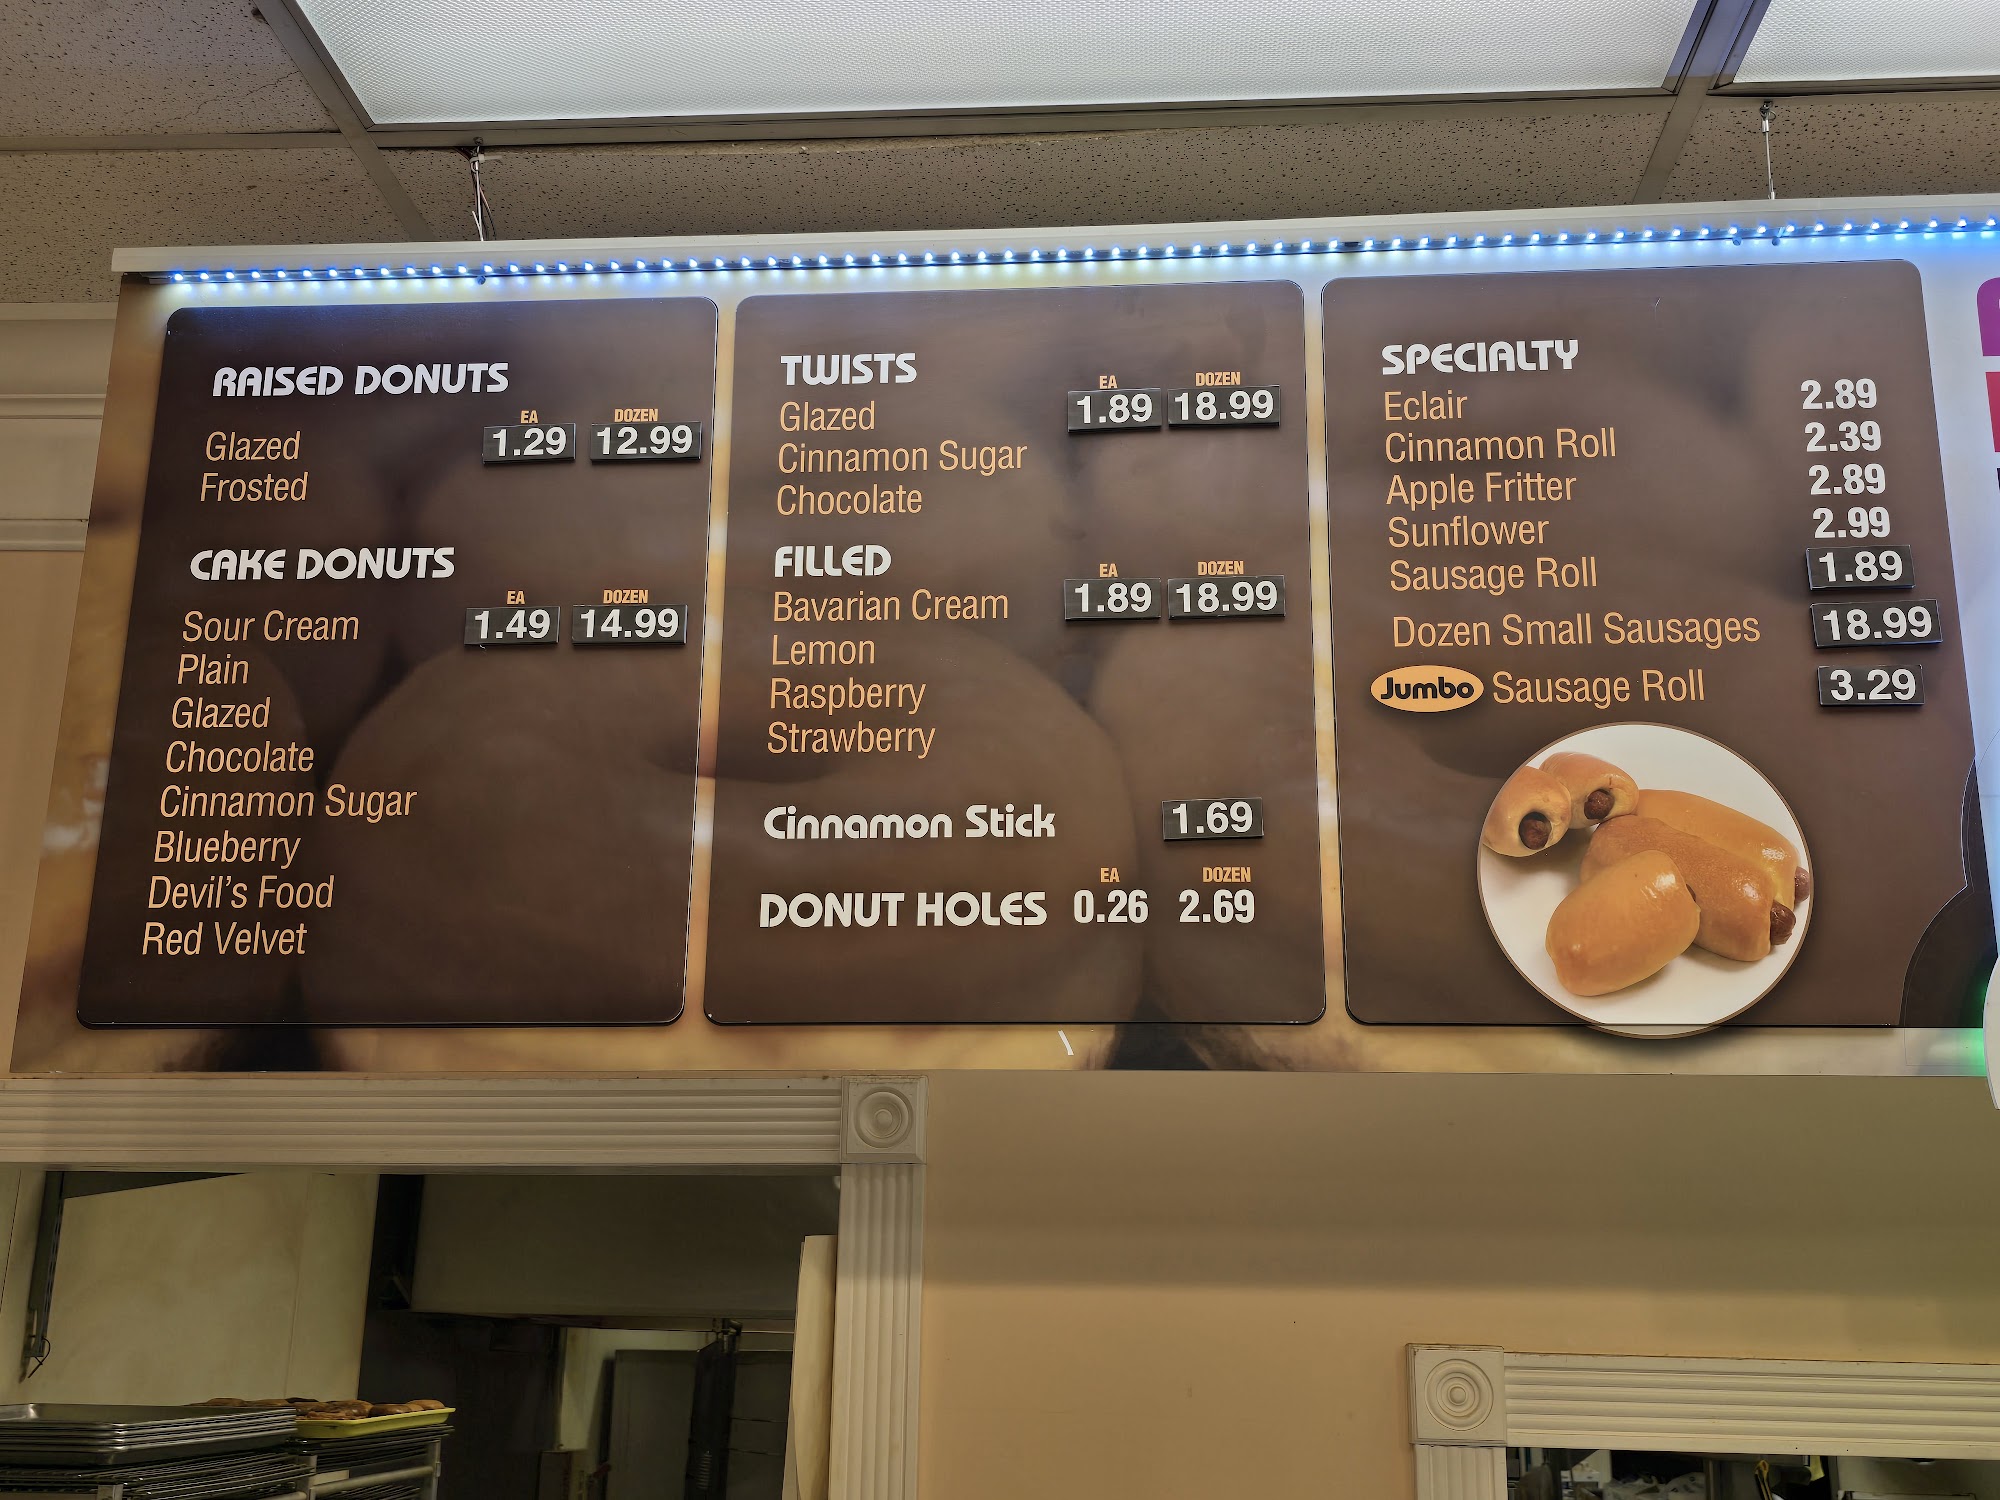 RAISED DONUTS
EA DOZEN
Glazed 1.29 12.99
Frosted
CAKE DONUTS
EA DOZEN
Sour Cream 1.49 14.99
Plain
Glazed
Chocolate
Cinnamon Sugar
Blueberry
Devil's Food
Red Velvet
TWISTS
EA DOZEN
Glazed 1.89 18.99
Cinnamon Sugar
Chocolate
FILLED
EA DOZEN
Bavarian Cream 1.89 18.99
Lemon
Raspberry
Strawberry
Cinnamon Stick 1.69
EA DOZEN
DONUT HOLES 0.26 2.69
SPECIALTY
Eclair 2.89
Cinnamon Roll 2.39
Apple Fritter 2.89
Sunflower 2.99
Sausage Roll 1.89
Dozen Small Sausages 18.99
Jumbo Sausage Roll 3.29